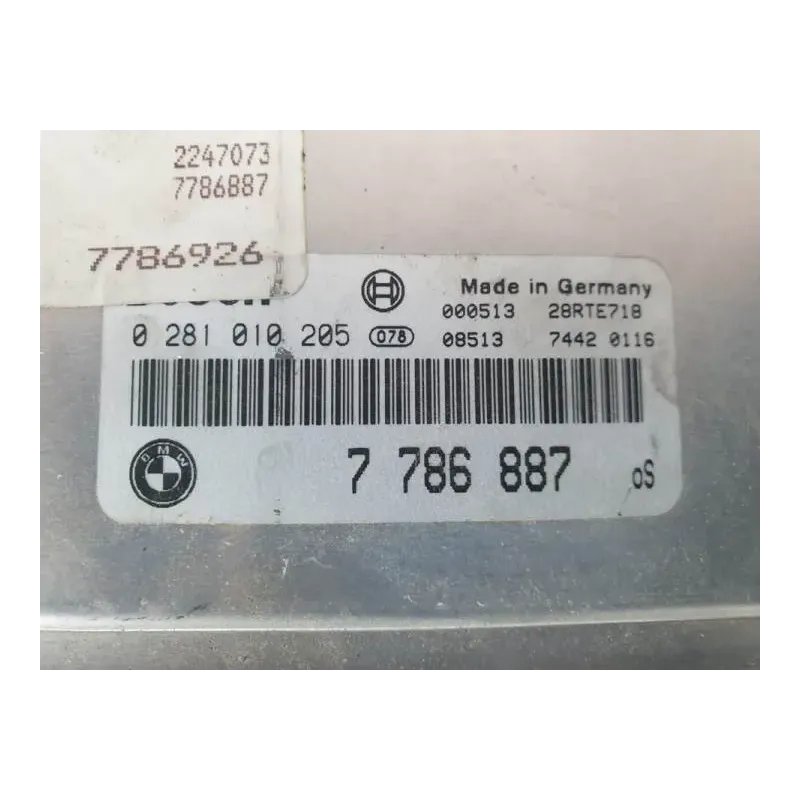 2247073
7786887
7786926
Made in Germany
000513 28RTE718
0 281 010 205 078 08513 7442 0116
BMW
7 786 887 oS